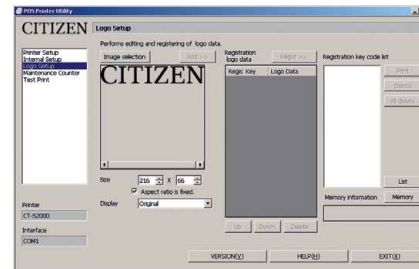 POS Printer Utility
CITIZEN
Logo Setup
Printer Setup
Internal Setup
Logo Setup
Maintenance Counter
Test Print
Performs editing and registering of logo data.
Image selection
Add >>
Registration logo data
Regist >>
Registration key code list
CITIZEN
Regis. Key
Logo Data
Print
Delete
All delete
Size
216
X
66
Aspect ratio is fixed.
Display
Original
List
Memory information
Memory
Printer
CT-S2000
Interface
COM1
Up
Down
Delete
VERSION(V)
HELP(H)
EXIT(X)